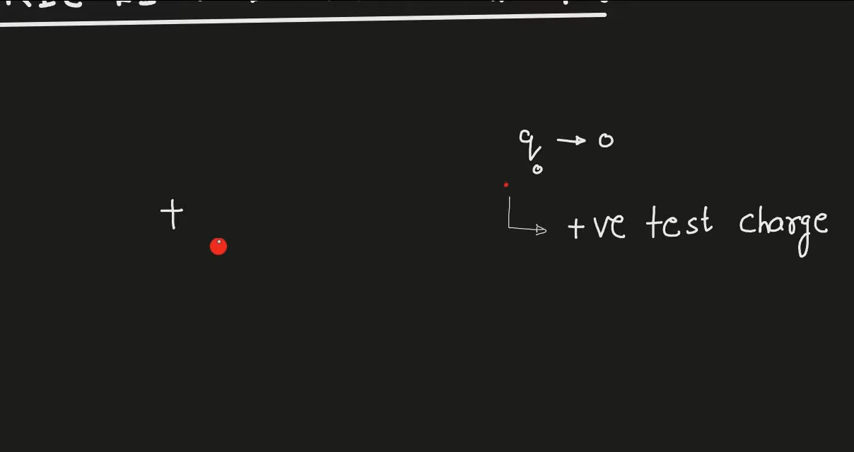 q₀ → 0
+
+ve test charge